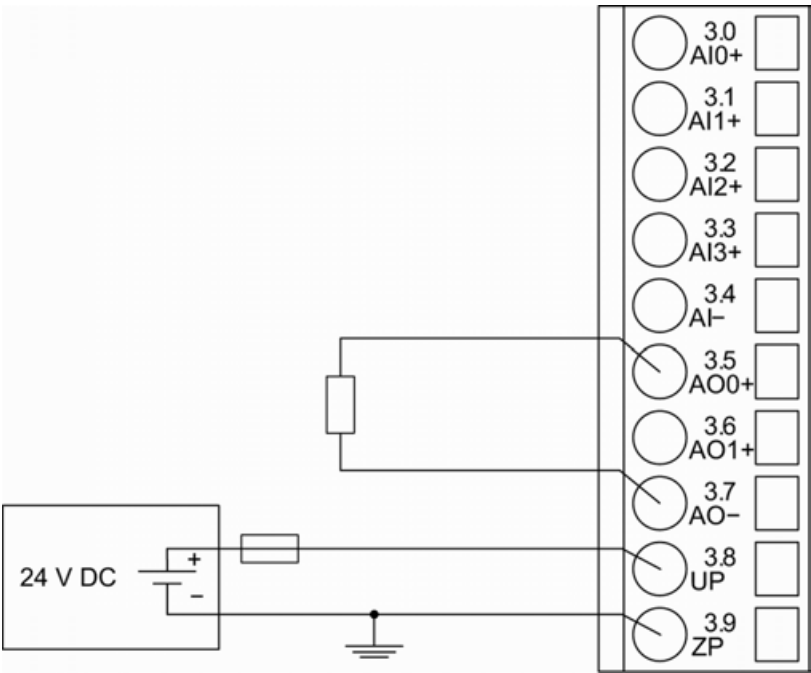 3.0
AI0+
3.1
AI1+
3.2
AI2+
3.3
AI3+
3.4
AI−
3.5
AO0+
3.6
AO1+
3.7
AO−
24 V DC
+
−
3.8
UP
3.9
ZP